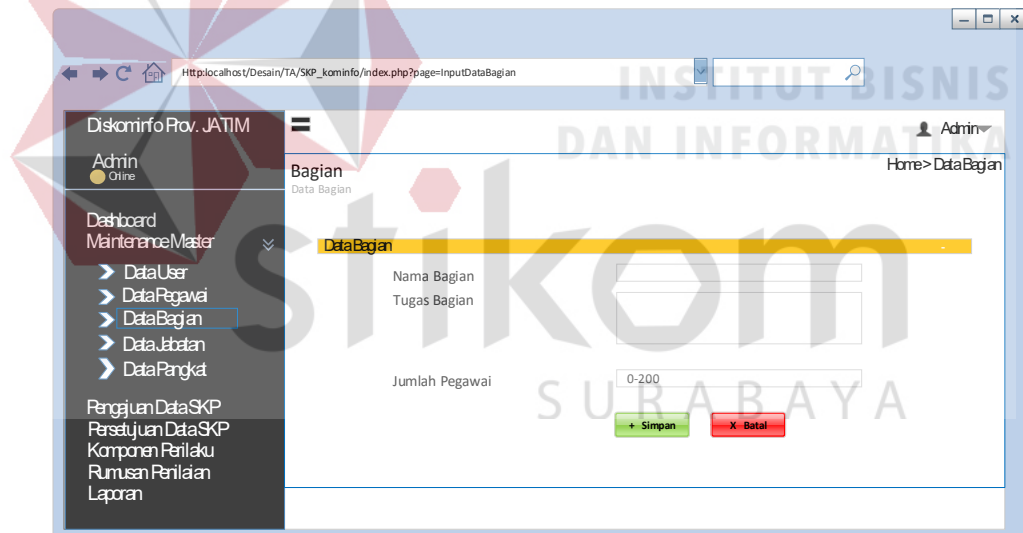 Http:localhost/Desain/TA/SKP_kominfo/index.php?page=InputDataBagian
INSTITUT BISNIS
DAN INFORMATIKA
stikom
SURABAYA
Diskominfo Prov. JATIM
Admin
Online
Dashboard
Maintenance Master
Data User
Data Pegawai
Data Bagian
Data Jabatan
Data Pangkat
Pengajuan Data SKP
Persetujuan Data SKP
Komponen Perilaku
Rumusan Penilaian
Laporan
Admin
Home > Data Bagian
Bagian
Data Bagian
Data Bagian -
Nama Bagian
Tugas Bagian
Jumlah Pegawai 0-200
+ Simpan X Batal